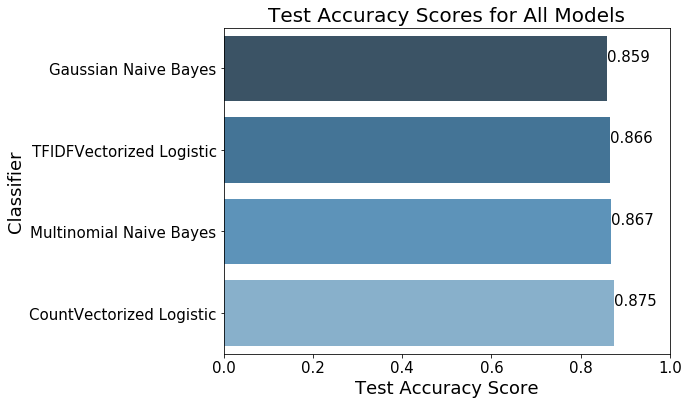 Test Accuracy Scores for All Models
Classifier
Gaussian Naive Bayes 0.859
TFIDFVectorized Logistic 0.866
Multinomial Naive Bayes 0.867
CountVectorized Logistic 0.875
0.0 0.2 0.4 0.6 0.8 1.0
Test Accuracy Score